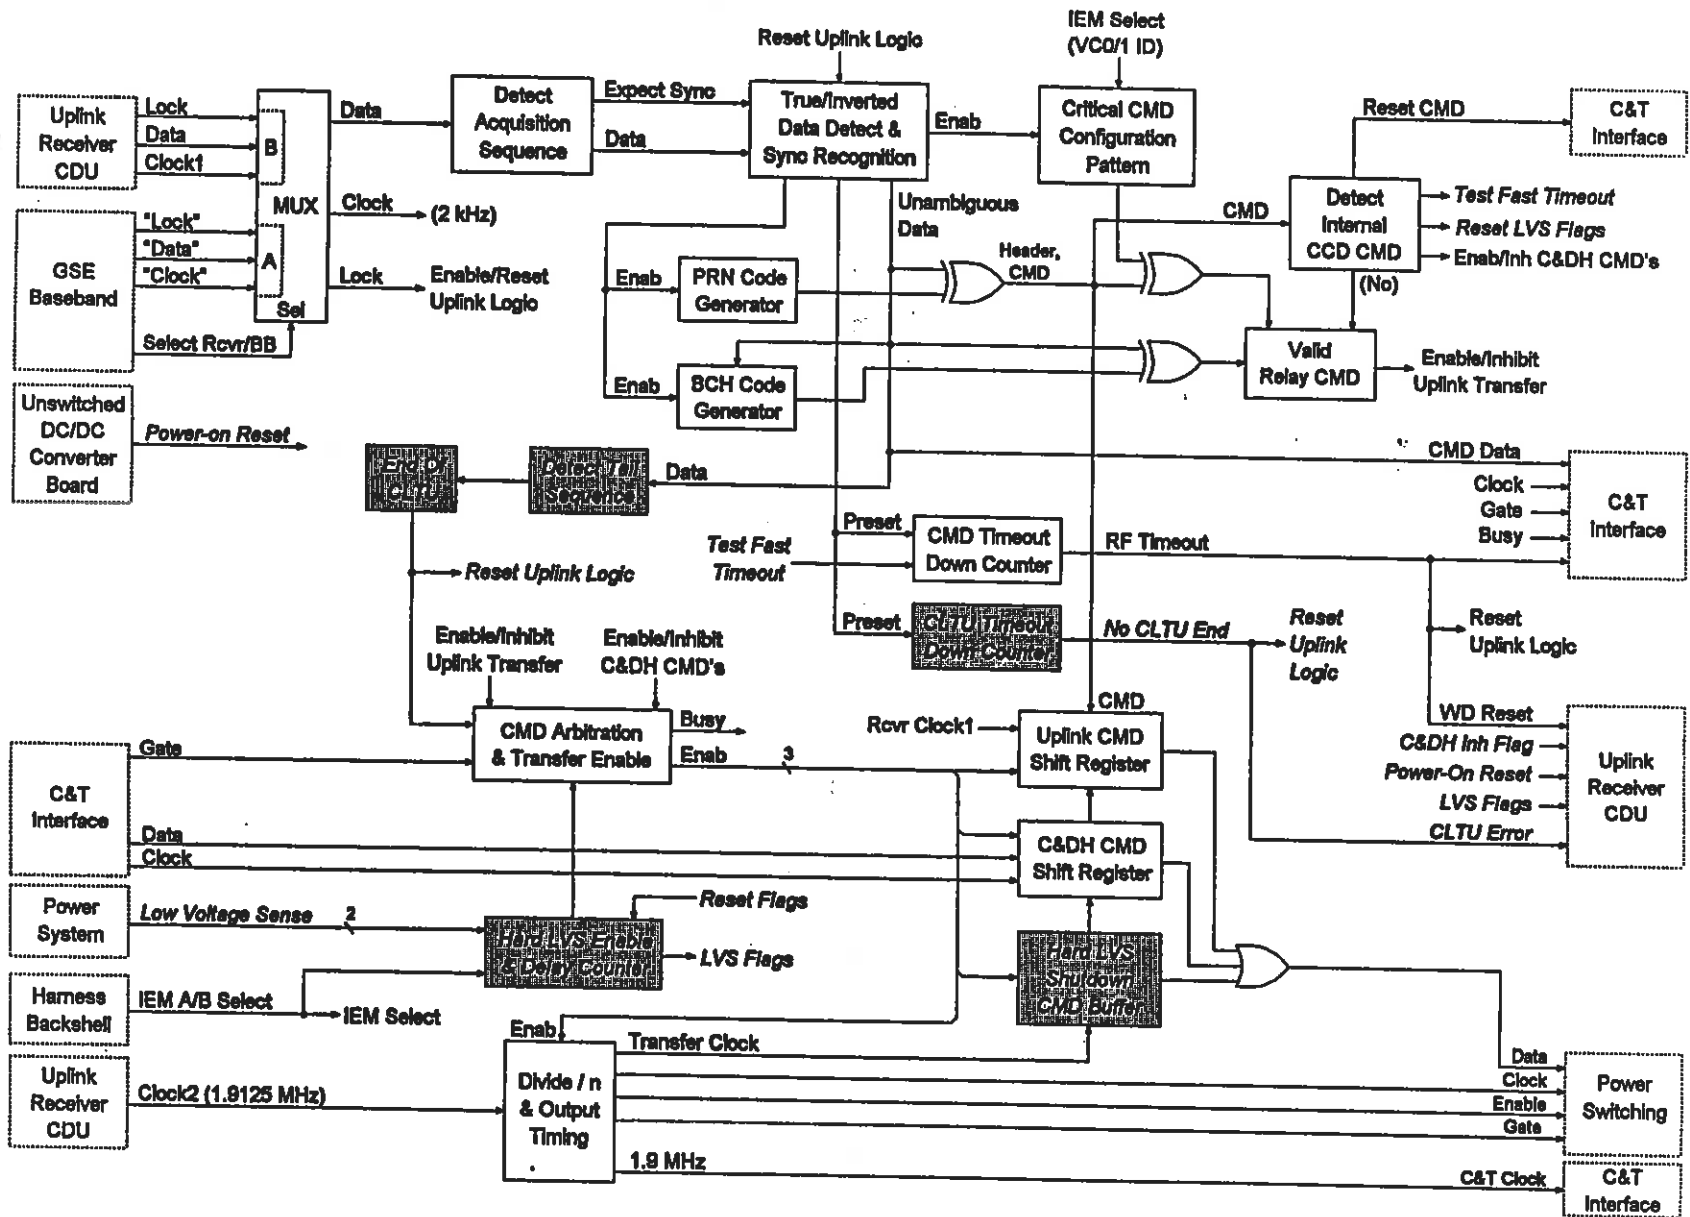 Reset Uplink Logic
IEM Select
(VC0/1 ID)
Uplink
Receiver
CDU
Lock
Data
Clock1
B
MUX
A
Sel
"Lock"
"Data"
"Clock"
GSE
Baseband
Select Rcvr/BB
Data
Clock
(2 kHz)
Lock
Enable/Reset
Uplink Logic
Detect
Acquisition
Sequence
Expect Sync
Data
True/Inverted
Data Detect &
Sync Recognition
Enab
Critical CMD
Configuration
Pattern
Reset CMD
C&T
Interface
Unambiguous
Data
CMD
Detect
Internal
CCD CMD
(No)
Test Fast Timeout
Reset LVS Flags
Enab/Inh C&DH CMD's
Enab
PRN Code
Generator
Header,
CMD
Enab
BCH Code
Generator
Valid
Relay CMD
Enable/Inhibit
Uplink Transfer
Unswitched
DC/DC
Converter
Board
Power-on Reset
End Of
CLTU
Detect Tail
Sequence
Data
CMD Data
Clock
Gate
Busy
C&T
Interface
Test Fast
Timeout
Preset
CMD Timeout
Down Counter
RF Timeout
Reset Uplink Logic
Preset
CLTU Timeout
Down Counter
No CLTU End
Reset
Uplink
Logic
Reset
Uplink Logic
Enable/Inhibit
Uplink Transfer
Enable/Inhibit
C&DH CMD's
CMD Arbitration
& Transfer Enable
Busy
Enab
3
Rcvr Clock1
CMD
Uplink CMD
Shift Register
WD Reset
C&DH Inh Flag
Power-On Reset
LVS Flags
CLTU Error
Uplink
Receiver
CDU
C&T
Interface
Gate
Data
Clock
C&DH CMD
Shift Register
Power
System
Low Voltage Sense
2
Hard LVS Enable
& Delay Counter
Reset Flags
LVS Flags
Hard LVS
Shutdown
CMD Buffer
Harness
Backshell
IEM A/B Select
IEM Select
Uplink
Receiver
CDU
Clock2 (1.9125 MHz)
Enab
Divide / n
& Output
Timing
Transfer Clock
1.9 MHz
Data
Clock
Enable
Gate
Power
Switching
C&T Clock
C&T
Interface